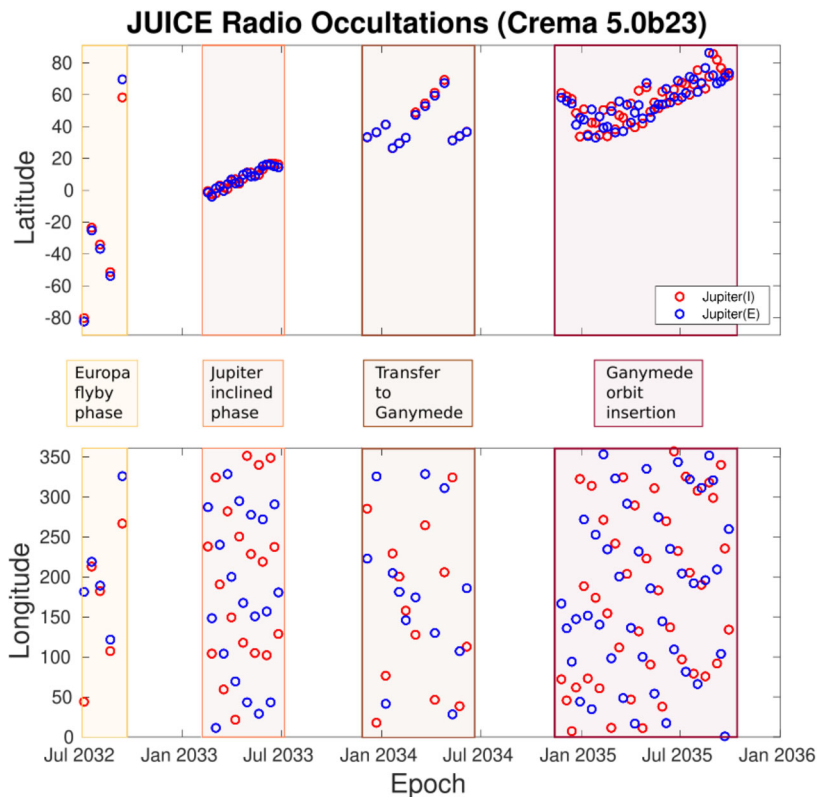 JUICE Radio Occultations (Crema 5.0b23)
80
60
40
20
0
-20
-40
-60
-80
Latitude
Jupiter(I)
Jupiter(E)
Europa
flyby
phase
Jupiter
inclined
phase
Transfer
to
Ganymede
Ganymede
orbit
insertion
350
300
250
200
150
100
50
0
Longitude
Jul 2032
Jan 2033
Jul 2033
Jan 2034
Jul 2034
Jan 2035
Jul 2035
Jan 2036
Epoch